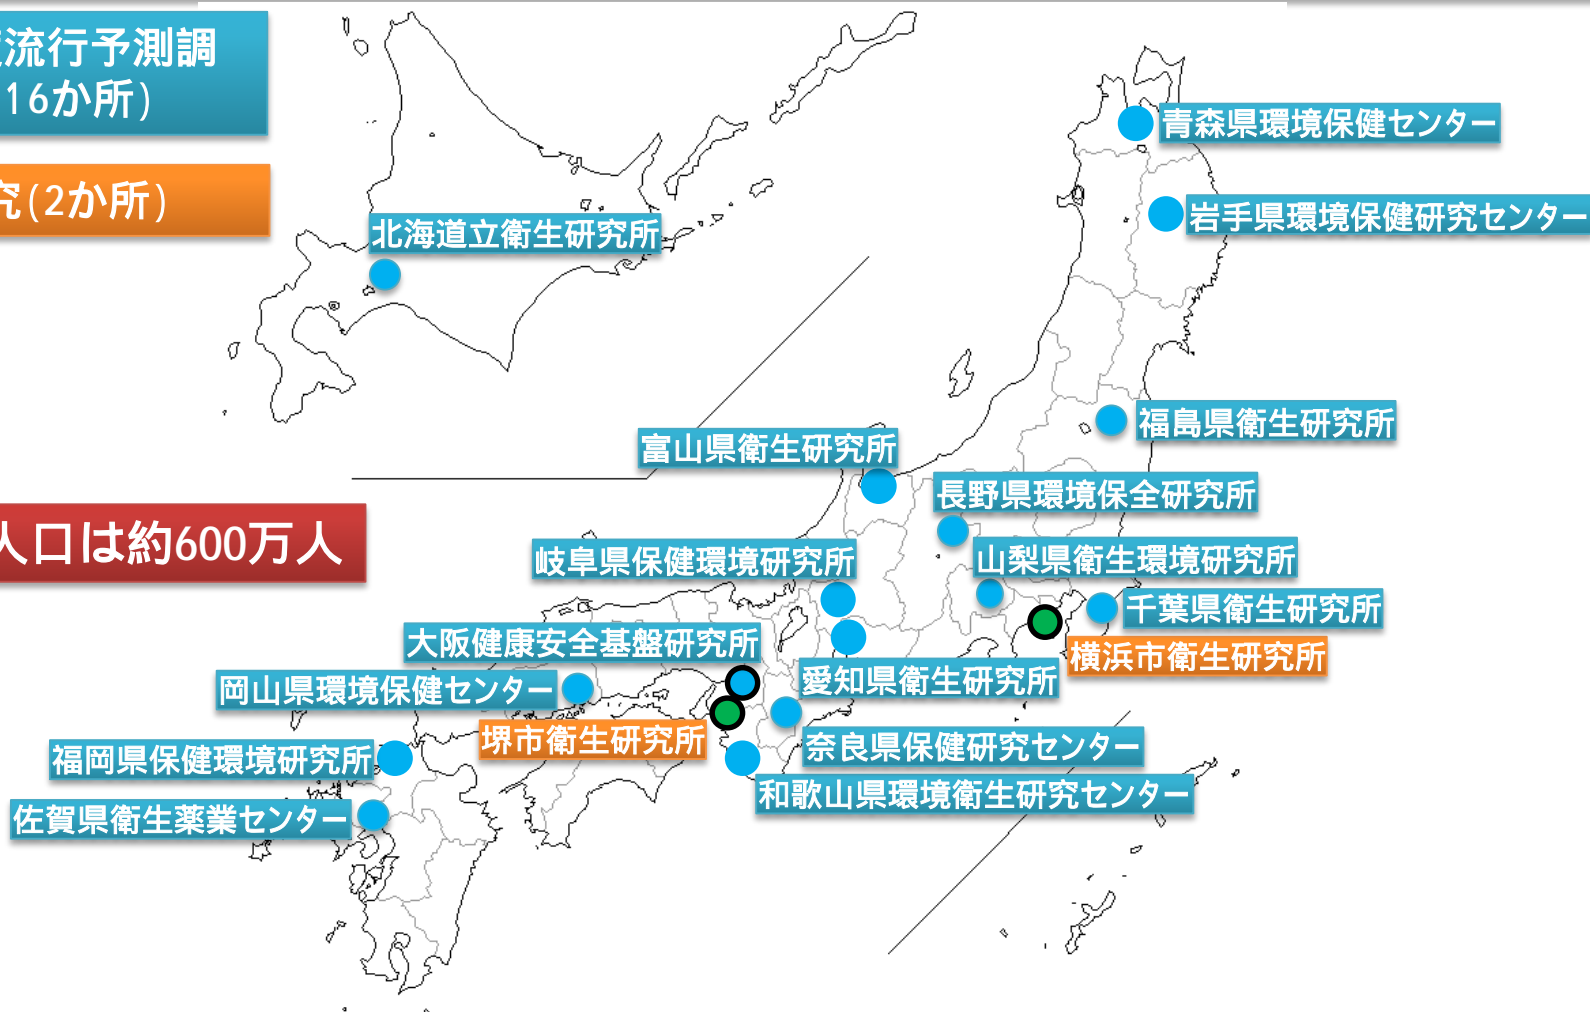 流行予測調
16か所)
究(2か所)
青森県環境保健センター
岩手県環境保健研究センター
北海道立衛生研究所
福島県衛生研究所
富山県衛生研究所
長野県環境保全研究所
人口は約600万人
岐阜県保健環境研究所
山梨県衛生環境研究所
千葉県衛生研究所
大阪健康安全基盤研究所
横浜市衛生研究所
愛知県衛生研究所
岡山県環境保健センター
堺市衛生研究所
奈良県保健研究センター
福岡県保健環境研究所
和歌山県環境衛生研究センター
佐賀県衛生薬業センター